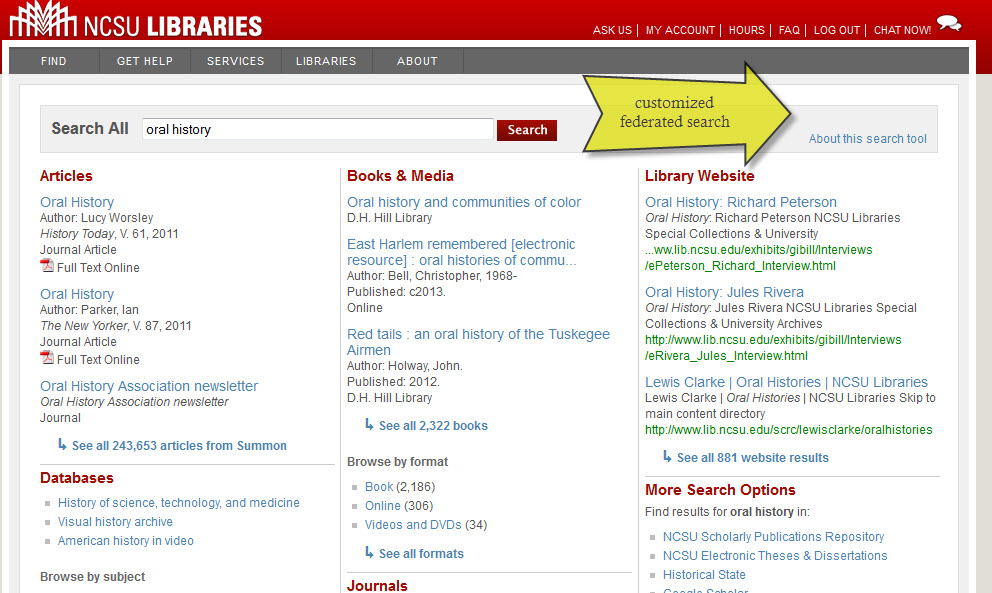 NCSU LIBRARIES
ASK US | MY ACCOUNT | HOURS | FAQ | LOG OUT | CHAT NOW!
FIND GET HELP SERVICES LIBRARIES ABOUT
customized
federated search
Search All oral history Search
About this search tool
Articles
Oral History
Author: Lucy Worsley
History Today, V. 61, 2011
Journal Article
Full Text Online
Oral History
Author: Parker, Ian
The New Yorker, V. 87, 2011
Journal Article
Full Text Online
Oral History Association newsletter
Oral History Association newsletter
Journal
See all 243,653 articles from Summon
Databases
History of science, technology, and medicine
Visual history archive
American history in video
Browse by subject
Books & Media
Oral history and communities of color
D.H. Hill Library
East Harlem remembered [electronic
resource] : oral histories of commu...
Author: Bell, Christopher, 1968-
Published: c2013.
Online
Red tails : an oral history of the Tuskegee
Airmen
Author: Holway, John.
Published: 2012.
D.H. Hill Library
See all 2,322 books
Browse by format
Book (2,186)
Online (306)
Videos and DVDs (34)
See all formats
Journals
Library Website
Oral History: Richard Peterson
Oral History: Richard Peterson NCSU Libraries
Special Collections & University
...ww.lib.ncsu.edu/exhibits/gibill/Interviews
/ePeterson_Richard_Interview.html
Oral History: Jules Rivera
Oral History: Jules Rivera NCSU Libraries Special
Collections & University Archives
http://www.lib.ncsu.edu/exhibits/gibill/Interviews
/eRivera_Jules_Interview.html
Lewis Clarke | Oral Histories | NCSU Libraries
Lewis Clarke | Oral Histories | NCSU Libraries Skip to
main content directory
http://www.lib.ncsu.edu/scrc/lewisclarke/oralhistories
See all 881 website results
More Search Options
Find results for oral history in:
NCSU Scholarly Publications Repository
NCSU Electronic Theses & Dissertations
Historical State
Google Scholar